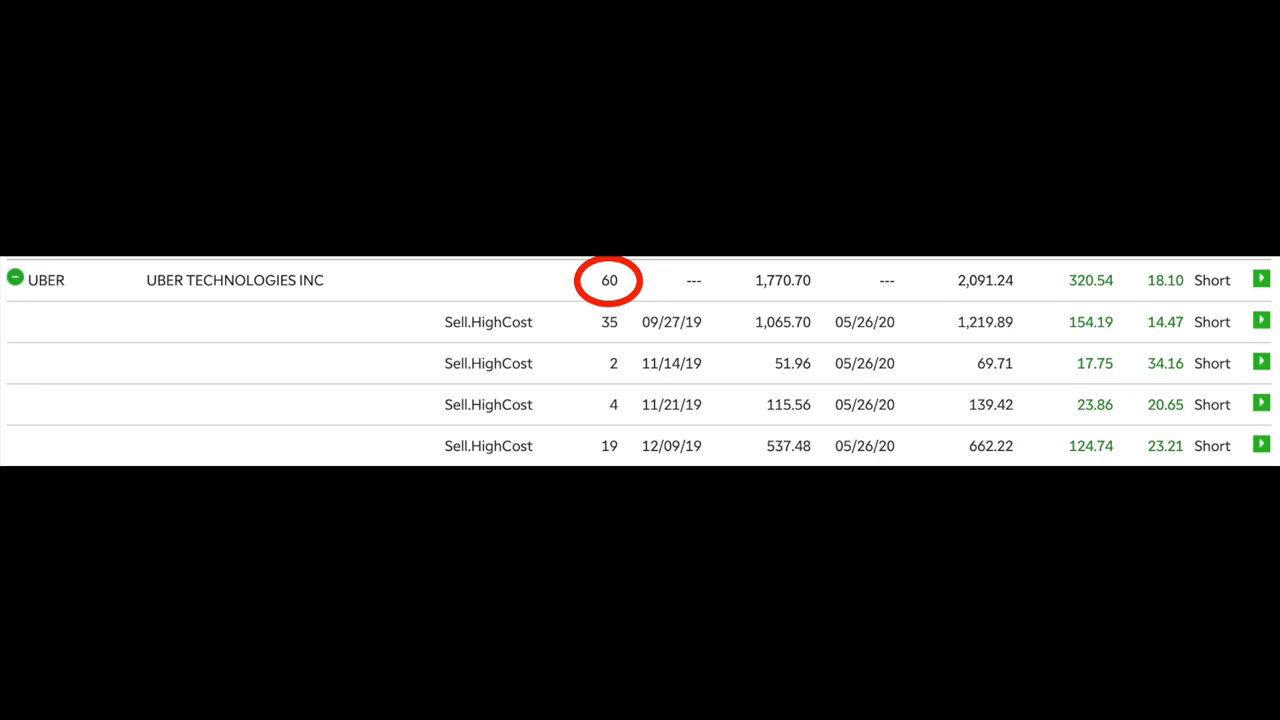 UBER UBER TECHNOLOGIES INC 60 --- 1,770.70 --- 2,091.24 320.54 18.10 Short
Sell.HighCost 35 09/27/19 1,065.70 05/26/20 1,219.89 154.19 14.47 Short
Sell.HighCost 2 11/14/19 51.96 05/26/20 69.71 17.75 34.16 Short
Sell.HighCost 4 11/21/19 115.56 05/26/20 139.42 23.86 20.65 Short
Sell.HighCost 19 12/09/19 537.48 05/26/20 662.22 124.74 23.21 Short